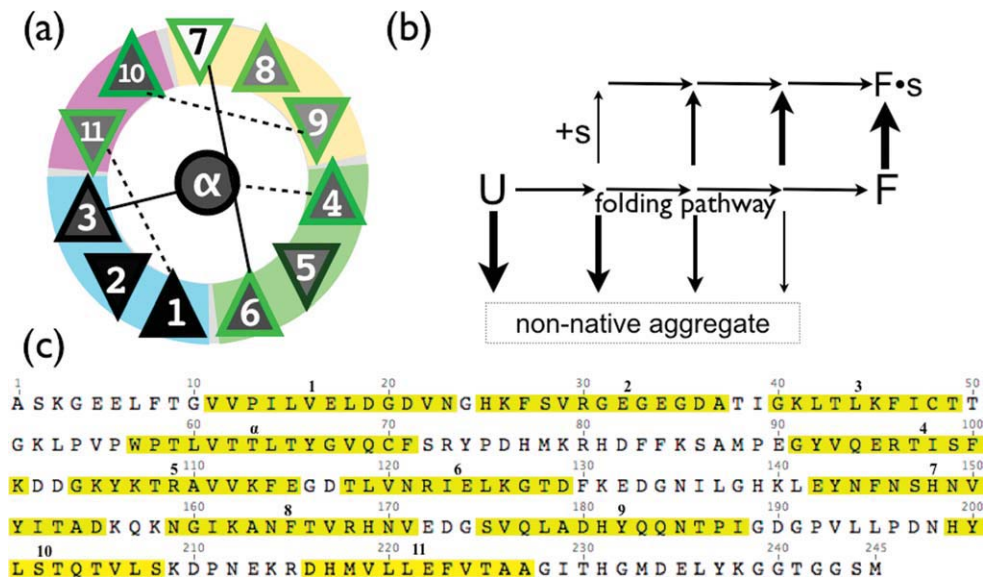 (a)
7
8
9
10
11
α
4
3
5
2
1
6
(b)
F•s
+s
U
F
folding pathway
non-native aggregate
(c)
1 10 1 20 30 2 40 3 50
A S K G E E L F T G V V P I L V E L D G D V N G H K F S V R G E G E G D A T I G K L T L K F I C T T
60 α 70 80 90 4 100
G K L P V P W P T L V T T L T Y G V Q C F S R Y P D H M K R H D F F K S A M P E G Y V Q E R T I S F
5 110 120 6 130 140 7 150
K D D G K Y K T R A V V K F E G D T L V N R I E L K G T D F K E D G N I L G H K L E Y N F N S H N V
160 8 170 180 9 190 200
Y I T A D K Q K N G I K A N F T V R H N V E D G S V Q L A D H Y Q Q N T P I G D G P V L L P D N H Y
10 210 220 11 230 240 245
L S T Q T V L S K D P N E K R D H M V L L E F V T A A G I T H G M D E L Y K G G T G G S M